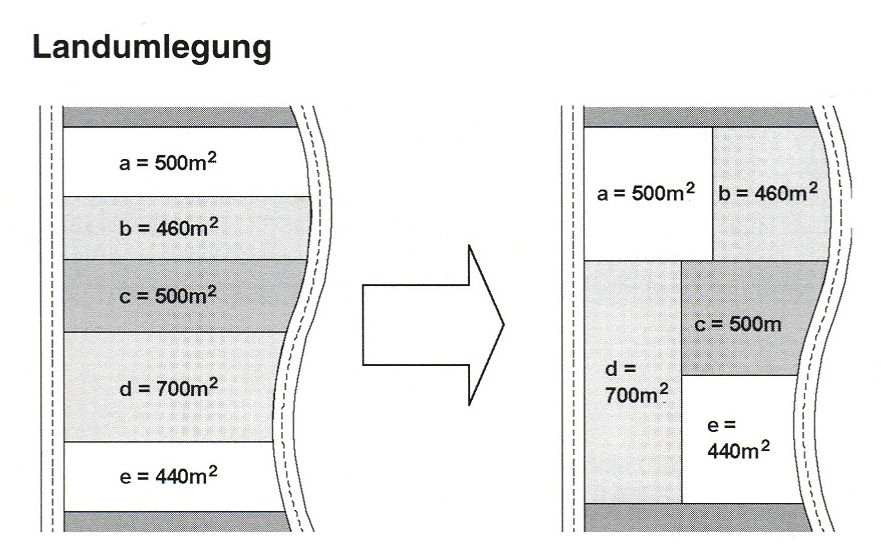 Landumlegung
a = 500m²
b = 460m²
c = 500m²
d = 700m²
e = 440m²
a = 500m²
b = 460m²
c = 500m
d =
700m²
e =
440m²